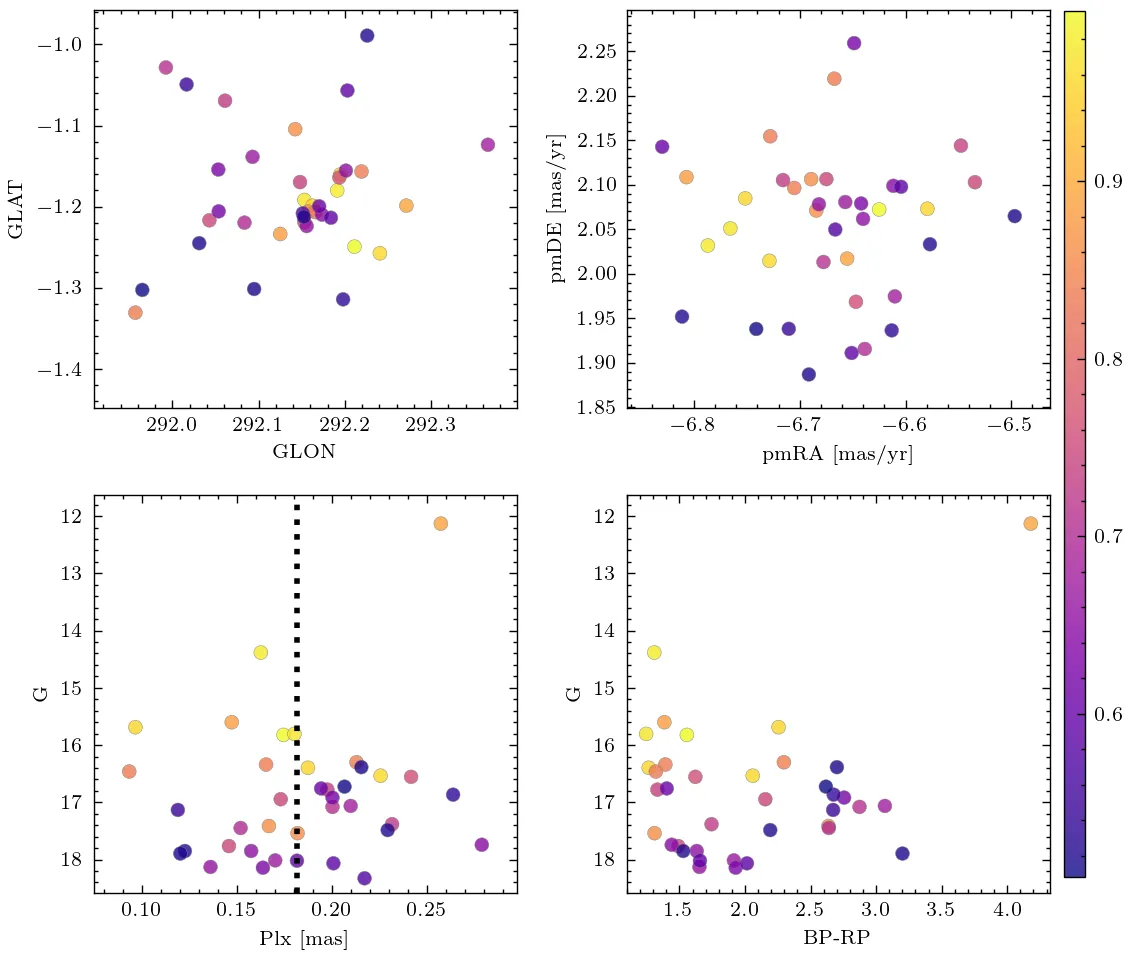 −1.0
−1.1
−1.2
−1.3
−1.4
GLAT
292.0 292.1 292.2 292.3
GLON
2.25
2.20
2.15
2.10
2.05
2.00
1.95
1.90
1.85
pmDE [mas/yr]
−6.8 −6.7 −6.6 −6.5
pmRA [mas/yr]
0.9
0.8
0.7
0.6
12
13
14
15
16
17
18
G
0.10 0.15 0.20 0.25
Plx [mas]
12
13
14
15
16
17
18
G
1.5 2.0 2.5 3.0 3.5 4.0
BP-RP